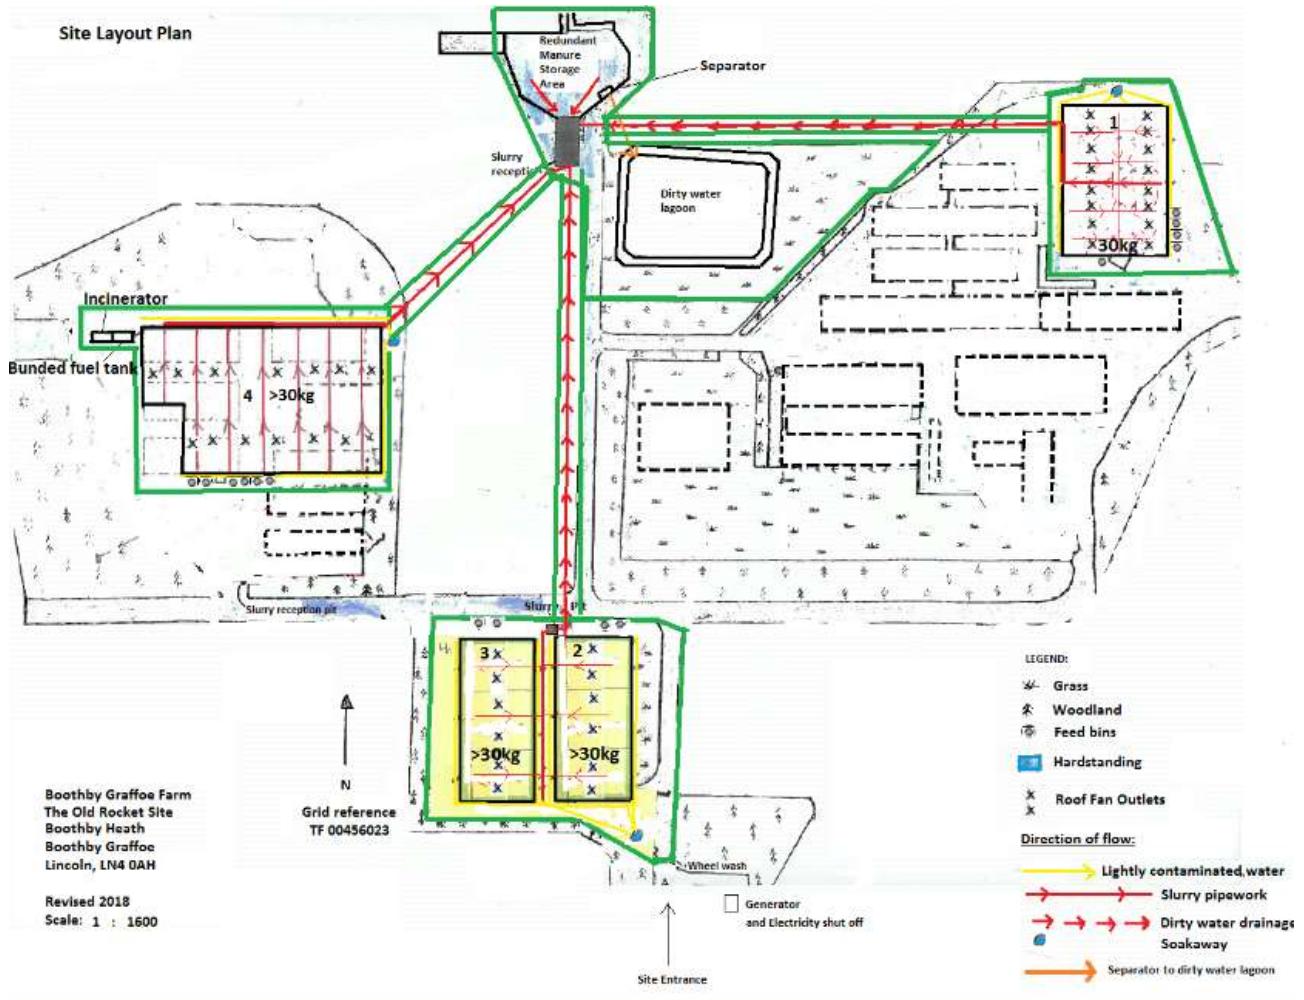 Site Layout Plan
Redundant
Manure
Storage
Area
Separator
Slurry
Dirty water
lagoon
1
30kg
Incinerator
Bunded fuel tank
4 >30kg
Slurry reception pit
3
2
>30kg
>30kg
N
Grid reference
TF 00456023
Boothby Graffoe Farm
The Old Rocket Site
Boothby Heath
Boothby Graffoe
Lincoln, LN4 0AH
Revised 2018
Scale: 1 : 1600
Wheel wash
Generator
and Electricity shut off
Site Entrance
LEGEND:
Grass
Woodland
Feed bins
Hardstanding
Roof Fan Outlets
Direction of flow:
Lightly contaminated water
Slurry pipework
Dirty water drainage
Soakaway
Separator to dirty water lagoon